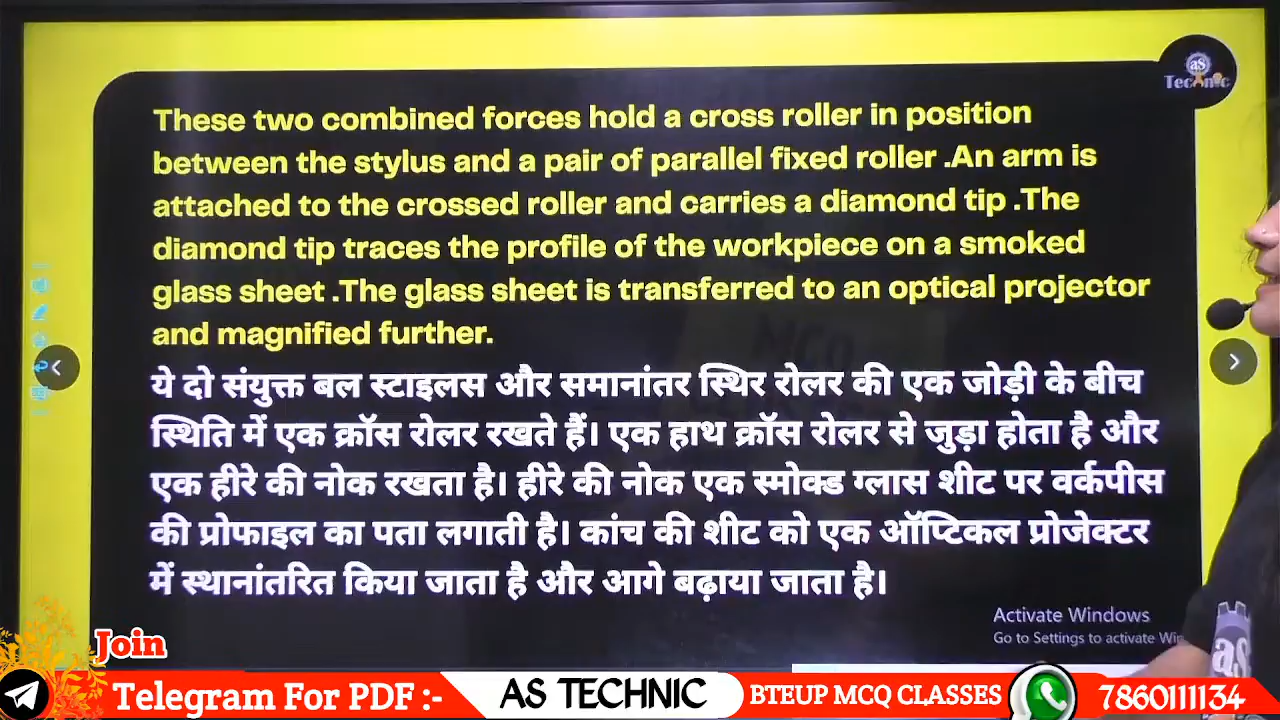 aS
Tecnic
These two combined forces hold a cross roller in position
between the stylus and a pair of parallel fixed roller .An arm is
attached to the crossed roller and carries a diamond tip .The
diamond tip traces the profile of the workpiece on a smoked
glass sheet .The glass sheet is transferred to an optical projector
and magnified further.
ये दो संयुक्त बल स्टाइलस और समानांतर स्थिर रोलर की एक जोड़ी के बीच
स्थिति में एक क्रॉस रोलर रखते हैं। एक हाथ क्रॉस रोलर से जुड़ा होता है और
एक हीरे की नोक रखता है। हीरे की नोक एक स्मोक्ड ग्लास शीट पर वर्कपीस
की प्रोफाइल का पता लगाती है। कांच की शीट को एक ऑप्टिकल प्रोजेक्टर
में स्थानांतरित किया जाता है और आगे बढ़ाया जाता है।
Activate Windows
Go to Settings to activate
as
Join
Telegram For PDF :- AS TECHNIC BTEUP MCQ CLASSES 7860111134